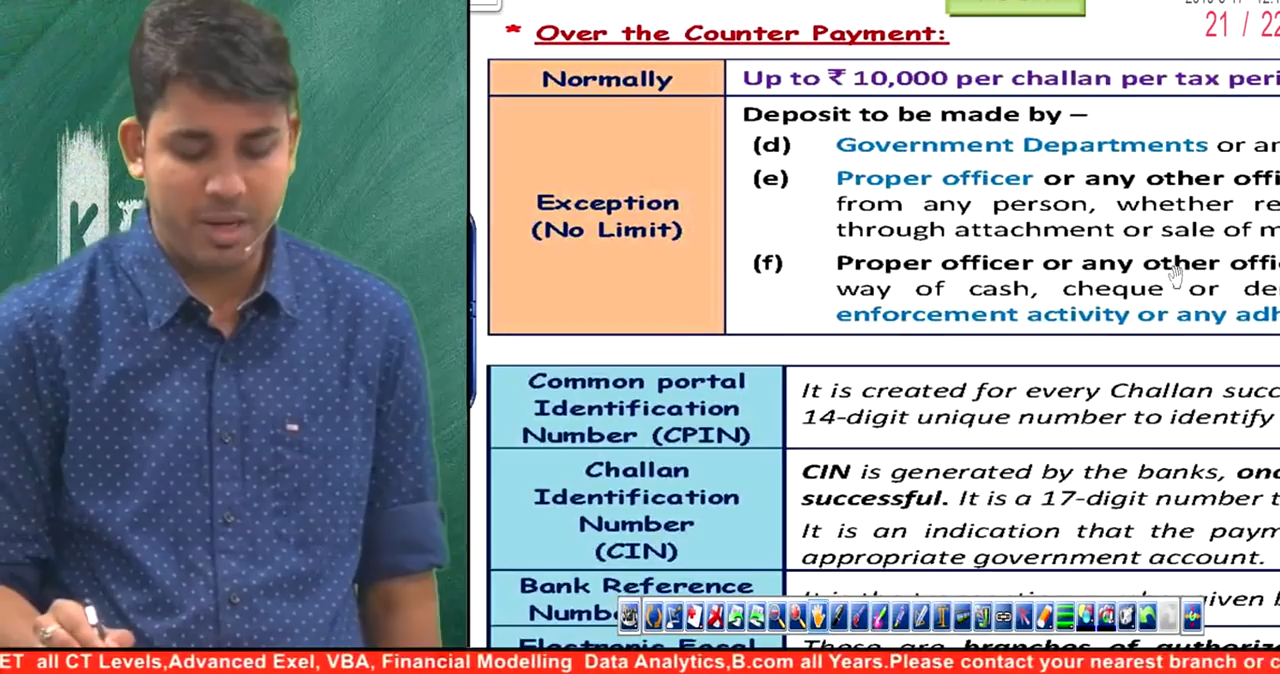 21 / 22
* Over the Counter Payment:
Normally
Up to ₹ 10,000 per challan per tax peri
Exception
(No Limit)
Deposit to be made by –
(d) Government Departments or an
(e) Proper officer or any other offi
from any person, whether re
through attachment or sale of m
(f) Proper officer or any other offic
way of cash, cheque or de
enforcement activity or any adh
Common portal
Identification
Number (CPIN)
It is created for every Challan succ
14-digit unique number to identify
Challan
Identification
Number
(CIN)
CIN is generated by the banks, onc
successful. It is a 17-digit number t
It is an indication that the paym
appropriate government account.
Bank Reference
Numb
given b
These are branches of authoriz
ET all CT Levels,Advanced Exel, VBA, Financial Modelling Data Analytics,B.com all Years.Please contact your nearest branch or c